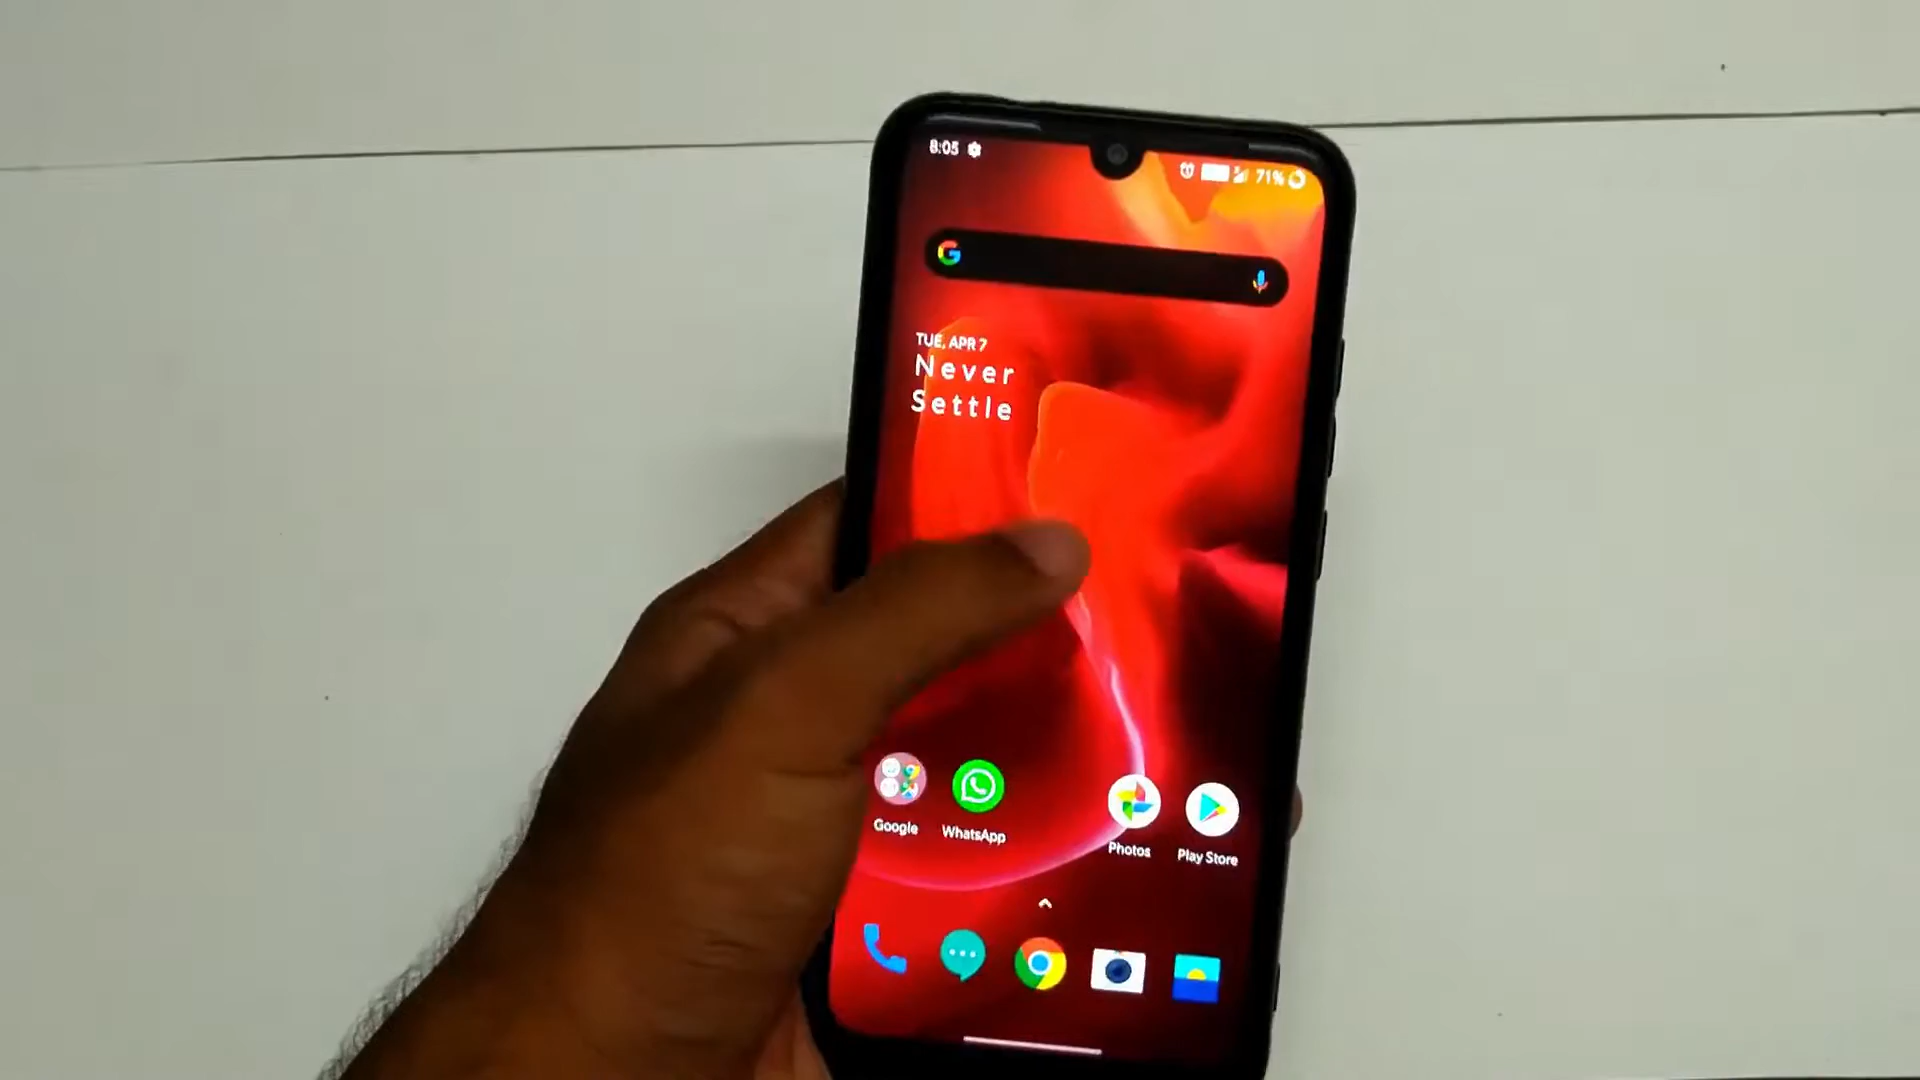 8:05
71%
G
TUE, APR 7
Never
Settle
Google
WhatsApp
Photos
Play Store